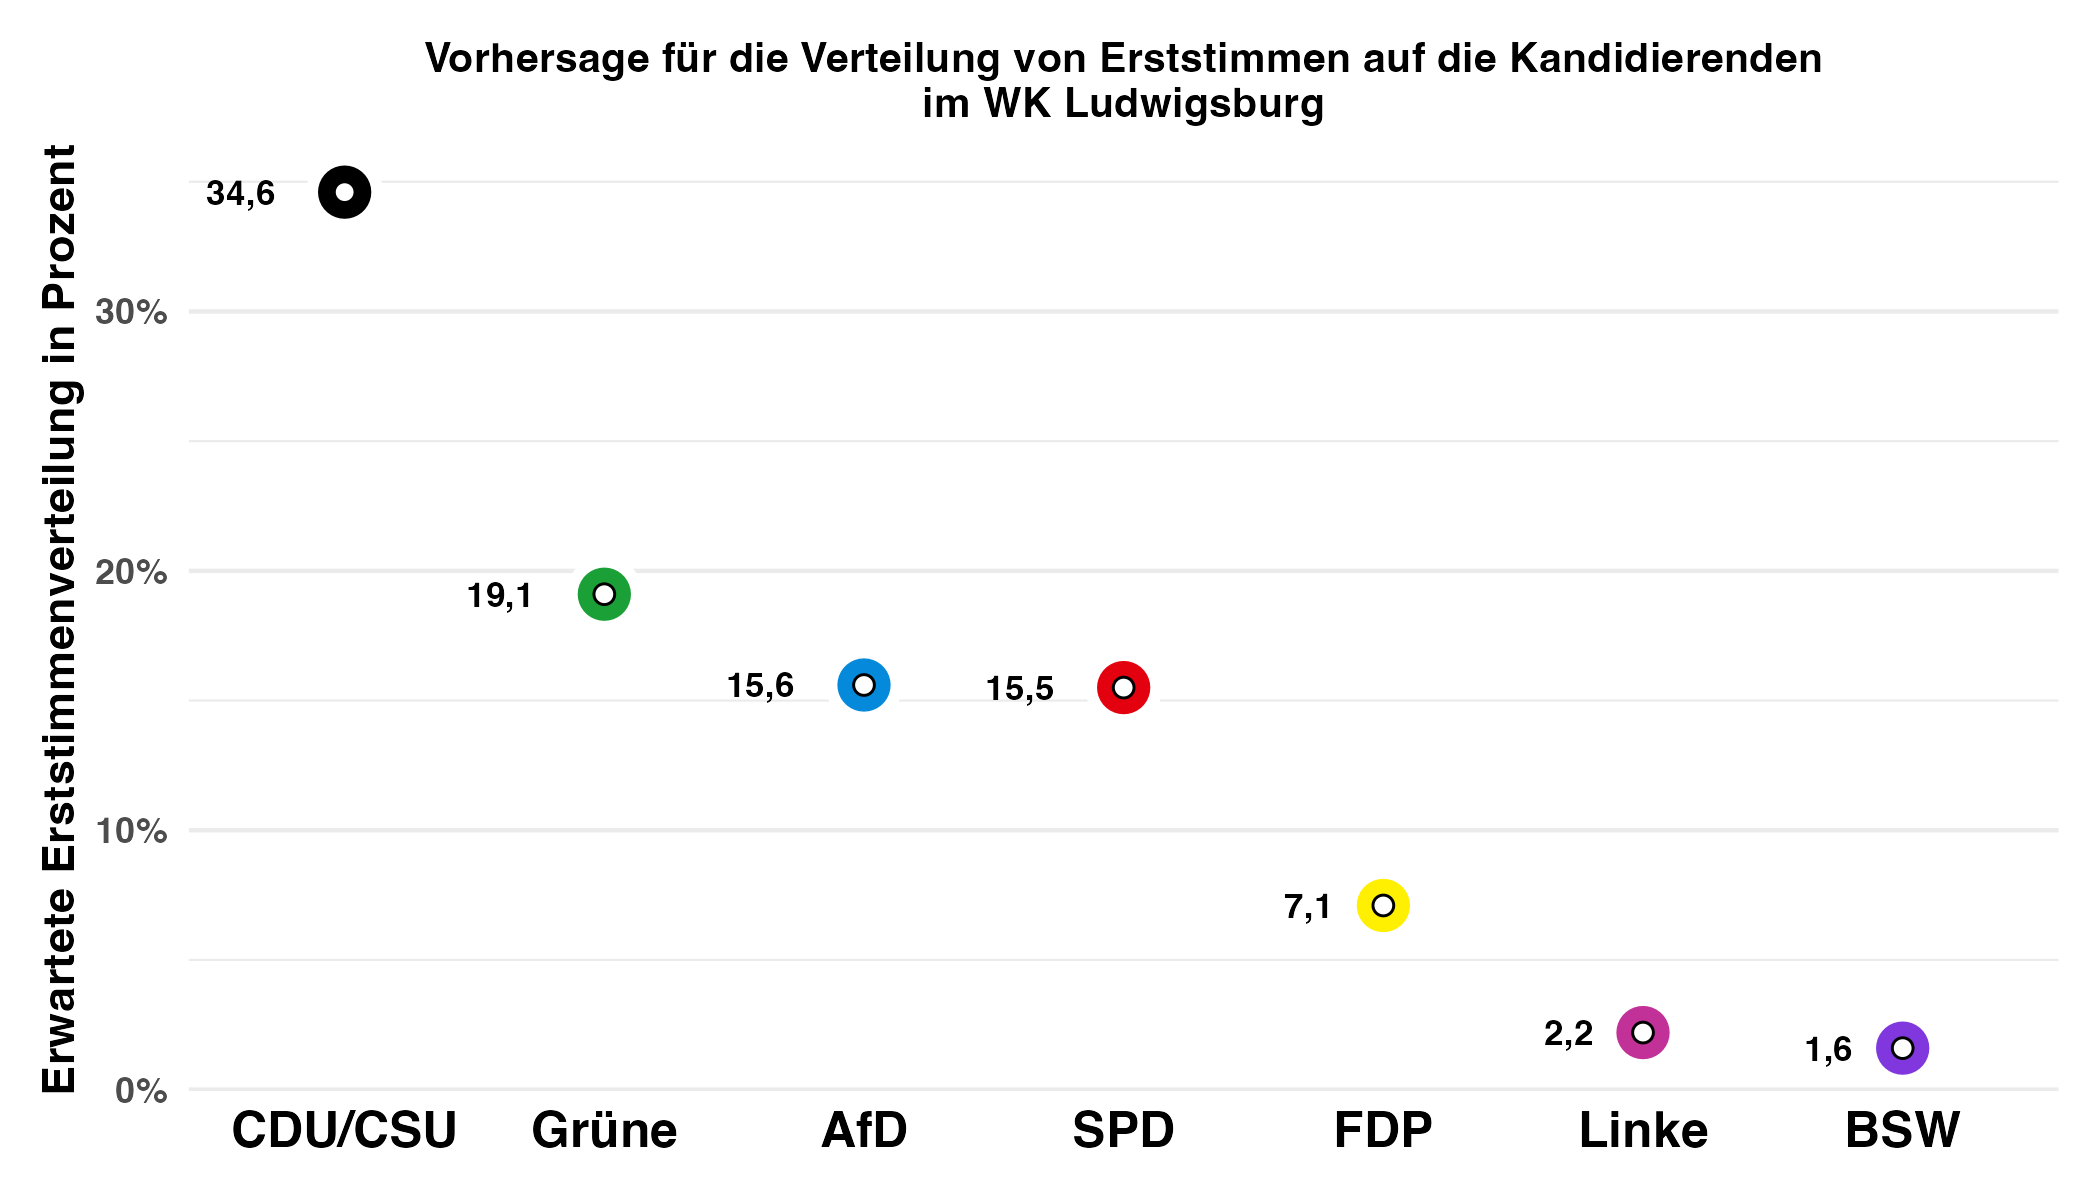 Vorhersage für die Verteilung von Erststimmen auf die Kandidierenden
im WK Ludwigsburg
Erwartete Erststimmenverteilung in Prozent
34,6
30%
20%
19,1
15,6
15,5
10%
7,1
2,2
1,6
0%
CDU/CSU
Grüne
AfD
SPD
FDP
Linke
BSW